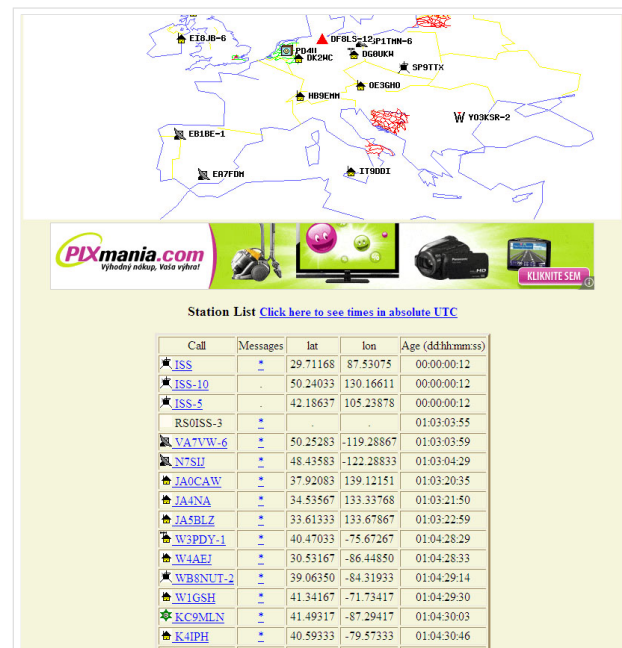 EI8JB-6
DF8LS-12
JP1TMN-6
DG0UKW
DK2WC
SP9TTX
OE3GMO
HB9EMM
YO3KSR-2
EB1BE-1
EA7FDM
IT9DDI
PIXmania.com
Výhodný nákup, Vaša výhra!
KLIKNITE SEM
Station List Click here to see times in absolute UTC
Call Messages lat lon Age (dd:hh:mm:ss)
ISS * 29.71168 87.53075 00:00:00:12
ISS-10 . 50.24033 130.16611 00:00:00:12
ISS-5 . 42.18637 105.23878 00:00:00:12
RS0ISS-3 * . . 01:03:03:55
VA7VW-6 * 50.25283 -119.28867 01:03:03:59
N7SIJ * 48.43583 -122.28833 01:03:04:29
JA0CAW * 37.92083 139.12151 01:03:20:35
JA4NA * 34.53567 133.33768 01:03:21:50
JA5BLZ * 33.61333 133.67867 01:03:22:59
W3PDY-1 * 40.47033 -75.67267 01:04:28:29
W4AEJ * 30.53167 -86.44850 01:04:28:33
WB8NUT-2 * 39.06350 -84.31933 01:04:29:14
W1GSH * 41.34167 -71.73417 01:04:29:30
KC9MLN * 41.49317 -87.29417 01:04:30:03
K4IPH * 40.59333 -79.57333 01:04:30:46